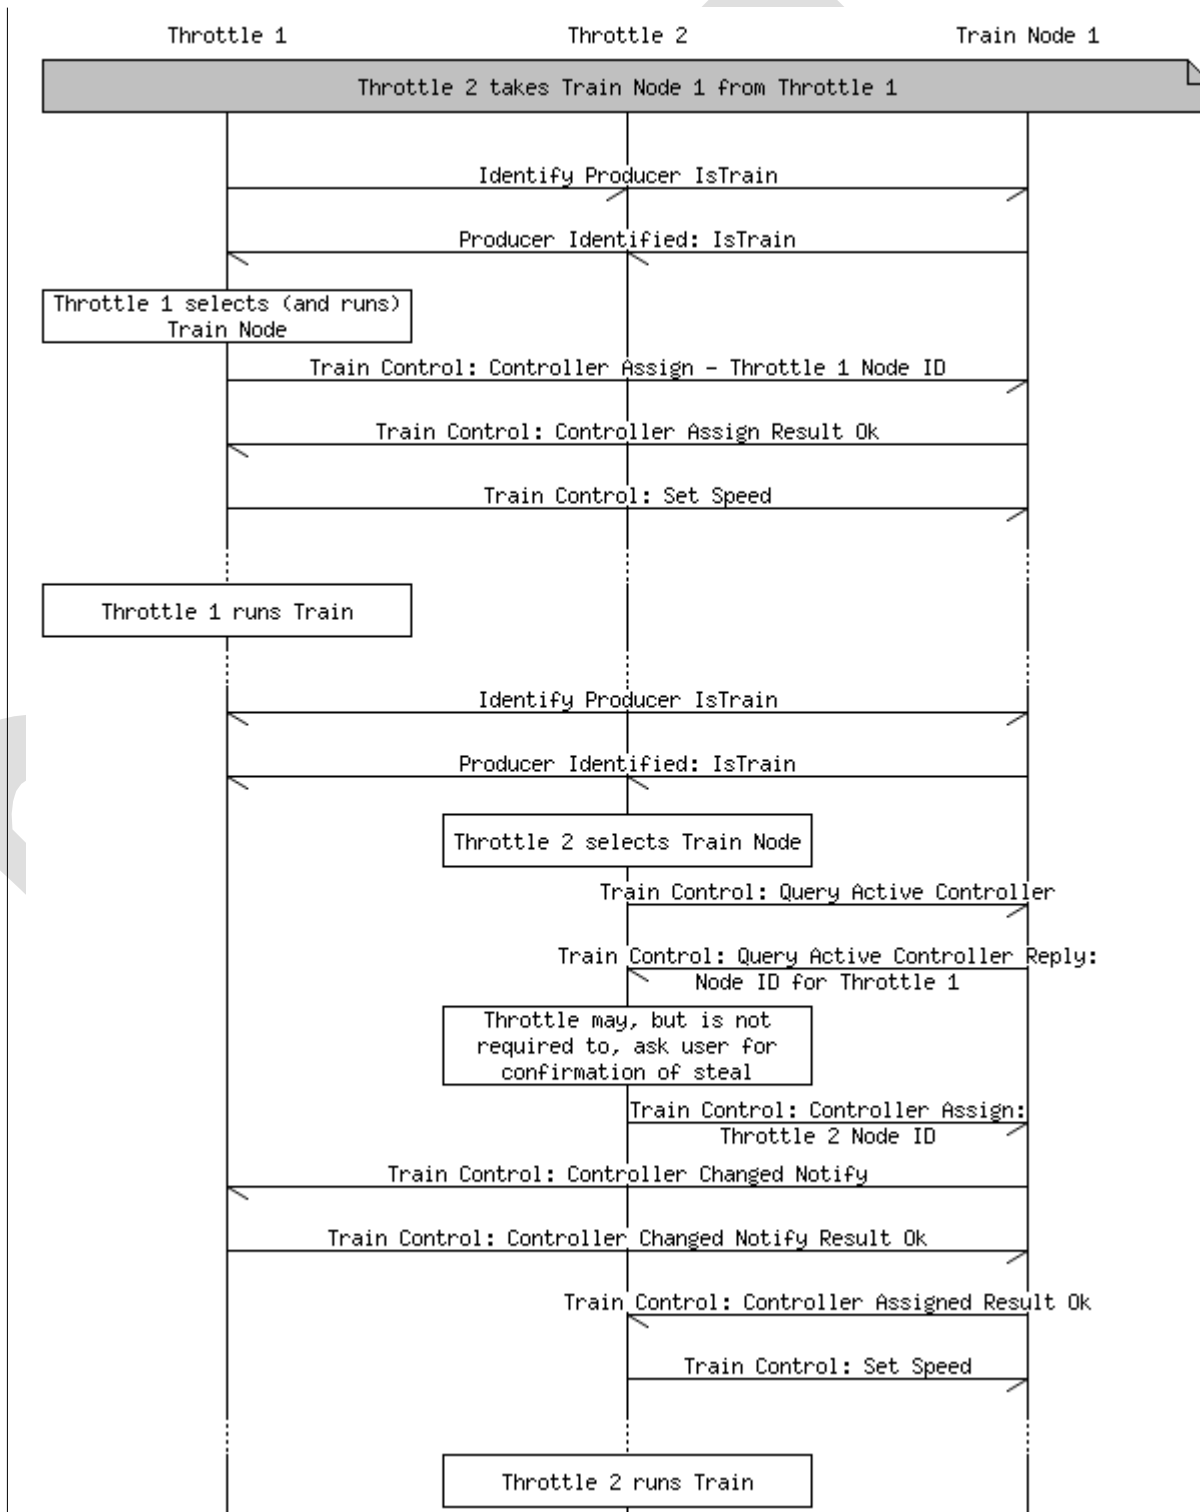 Throttle 1 Throttle 2 Train Node 1
Throttle 2 takes Train Node 1 from Throttle 1
Identify Producer IsTrain
Producer Identified: IsTrain
Throttle 1 selects (and runs)
Train Node
Train Control: Controller Assign - Throttle 1 Node ID
Train Control: Controller Assign Result Ok
Train Control: Set Speed
Throttle 1 runs Train
Identify Producer IsTrain
Producer Identified: IsTrain
Throttle 2 selects Train Node
Train Control: Query Active Controller
Train Control: Query Active Controller Reply:
Node ID for Throttle 1
Throttle may, but is not
required to, ask user for
confirmation of steal
Train Control: Controller Assign:
Throttle 2 Node ID
Train Control: Controller Changed Notify
Train Control: Controller Changed Notify Result Ok
Train Control: Controller Assigned Result Ok
Train Control: Set Speed
Throttle 2 runs Train